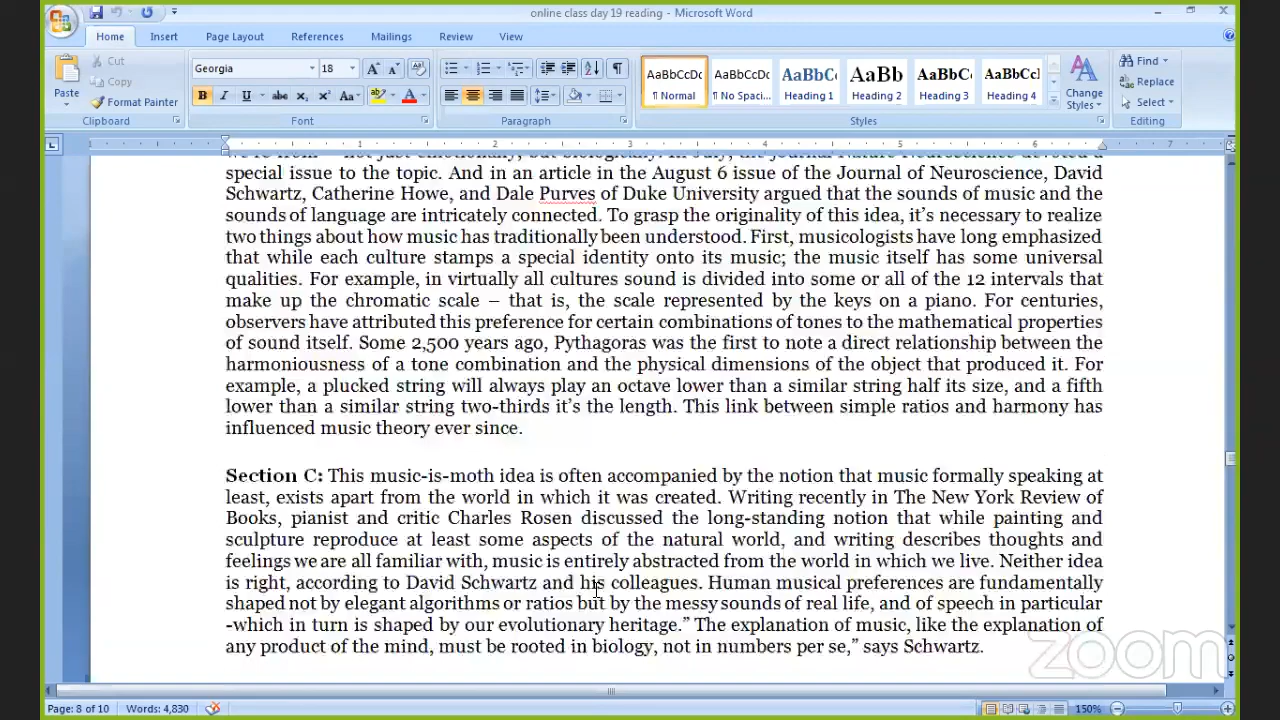 online class day 19 reading - Microsoft Word
Home Insert Page Layout References Mailings Review View
Cut
Copy
Format Painter
Paste
Clipboard
Georgia 18
Font
Paragraph
AaBbCcDc AaBbCcDc AaBbC AaBb AaBbC AaBbC
¶ Normal ¶ No Spaci... Heading 1 Heading 2 Heading 3 Heading 4
Change
Styles
Styles
Find
Replace
Select
Editing
1 1 2 3 4 5 6 7
special issue to the topic. And in an article in the August 6 issue of the Journal of Neuroscience, David
Schwartz, Catherine Howe, and Dale Purves of Duke University argued that the sounds of music and the
sounds of language are intricately connected. To grasp the originality of this idea, it's necessary to realize
two things about how music has traditionally been understood. First, musicologists have long emphasized
that while each culture stamps a special identity onto its music; the music itself has some universal
qualities. For example, in virtually all cultures sound is divided into some or all of the 12 intervals that
make up the chromatic scale – that is, the scale represented by the keys on a piano. For centuries,
observers have attributed this preference for certain combinations of tones to the mathematical properties
of sound itself. Some 2,500 years ago, Pythagoras was the first to note a direct relationship between the
harmoniousness of a tone combination and the physical dimensions of the object that produced it. For
example, a plucked string will always play an octave lower than a similar string half its size, and a fifth
lower than a similar string two-thirds it's the length. This link between simple ratios and harmony has
influenced music theory ever since.
Section C: This music-is-moth idea is often accompanied by the notion that music formally speaking at
least, exists apart from the world in which it was created. Writing recently in The New York Review of
Books, pianist and critic Charles Rosen discussed the long-standing notion that while painting and
sculpture reproduce at least some aspects of the natural world, and writing describes thoughts and
feelings we are all familiar with, music is entirely abstracted from the world in which we live. Neither idea
is right, according to David Schwartz and his colleagues. Human musical preferences are fundamentally
shaped not by elegant algorithms or ratios but by the messy sounds of real life, and of speech in particular
-which in turn is shaped by our evolutionary heritage.” The explanation of music, like the explanation of
any product of the mind, must be rooted in biology, not in numbers per se,” says Schwartz.
zoom
Page: 8 of 10 Words: 4,830 150%